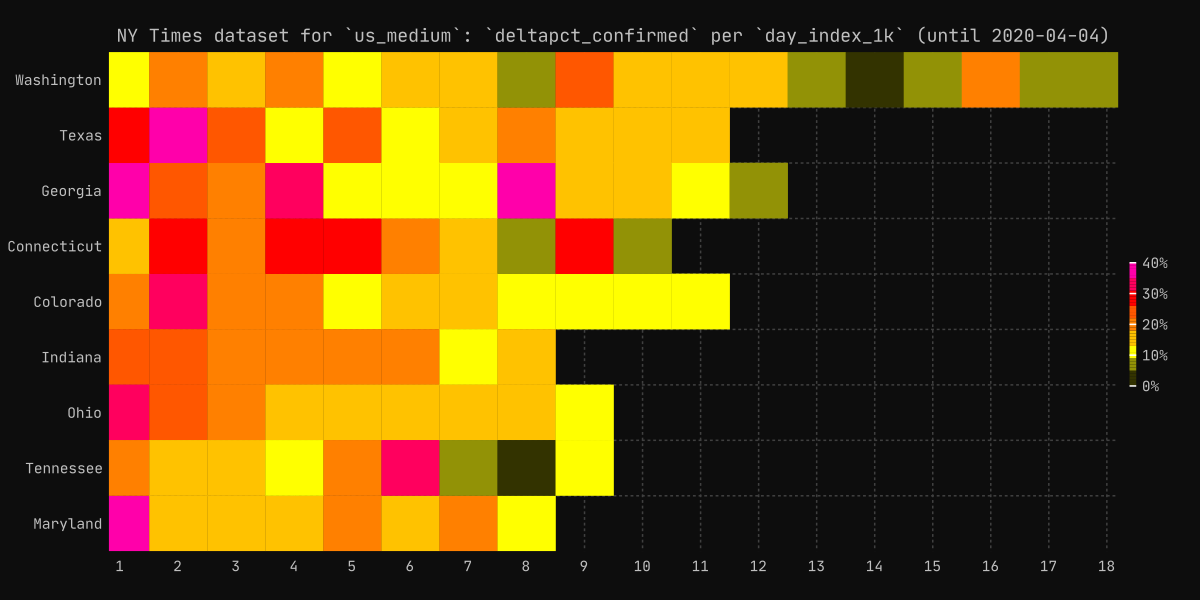 NY Times dataset for `us_medium`: `deltapct_confirmed` per `day_index_1k` (until 2020-04-04)
Washington
Texas
Georgia
Connecticut
Colorado
Indiana
Ohio
Tennessee
Maryland
1 2 3 4 5 6 7 8 9 10 11 12 13 14 15 16 17 18
40%
30%
20%
10%
0%